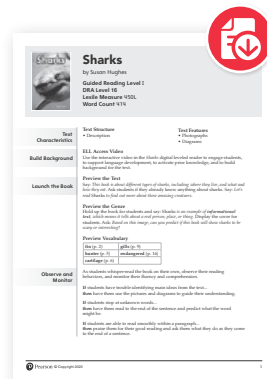 Sharks
Sharks
by Susan Hughes
Guided Reading Level I
DRA Level 16
Lexile Measure 450L
Word Count 474
Text Characteristics
Text Structure
• Description
Text Features
• Photographs
• Diagrams
Build Background
ELL Access Video
Use the interactive video in the Sharks digital leveled reader to engage students,
to support language development, to activate prior knowledge, and to build
background for the text.
Launch the Book
Preview the Text
Say: This book is about different types of sharks, including where they live, and what and
how they eat. Ask students if they already know anything about sharks. Say: Let's
read Sharks to find out more about these amazing creatures.
Preview the Genre
Hold up the book for students and say: Sharks is an example of informational
text, which means it tells about a real person, place, or thing. Display the cover for
students. Ask: Based on this image, can you predict if this book will show sharks to be
scary or interesting?
Preview Vocabulary
fin (p. 2)
gills (p. 9)
hunter (p. 3)
endangered (p. 16)
cartilage (p. 6)
Observe and Monitor
As students whisper-read the book on their own, observe their reading
behaviors, and monitor their fluency and comprehension.
If students have trouble identifying main ideas from the text...
then have them use the pictures and diagrams to guide their understanding.
If students stop at unknown words...
then have them read to the end of the sentence and predict what the word
might be.
If students are able to read smoothly within a paragraph...
then praise them for their good reading and ask them what they do as they come
to the end of a sentence.
Pearson © Copyright 2020
1